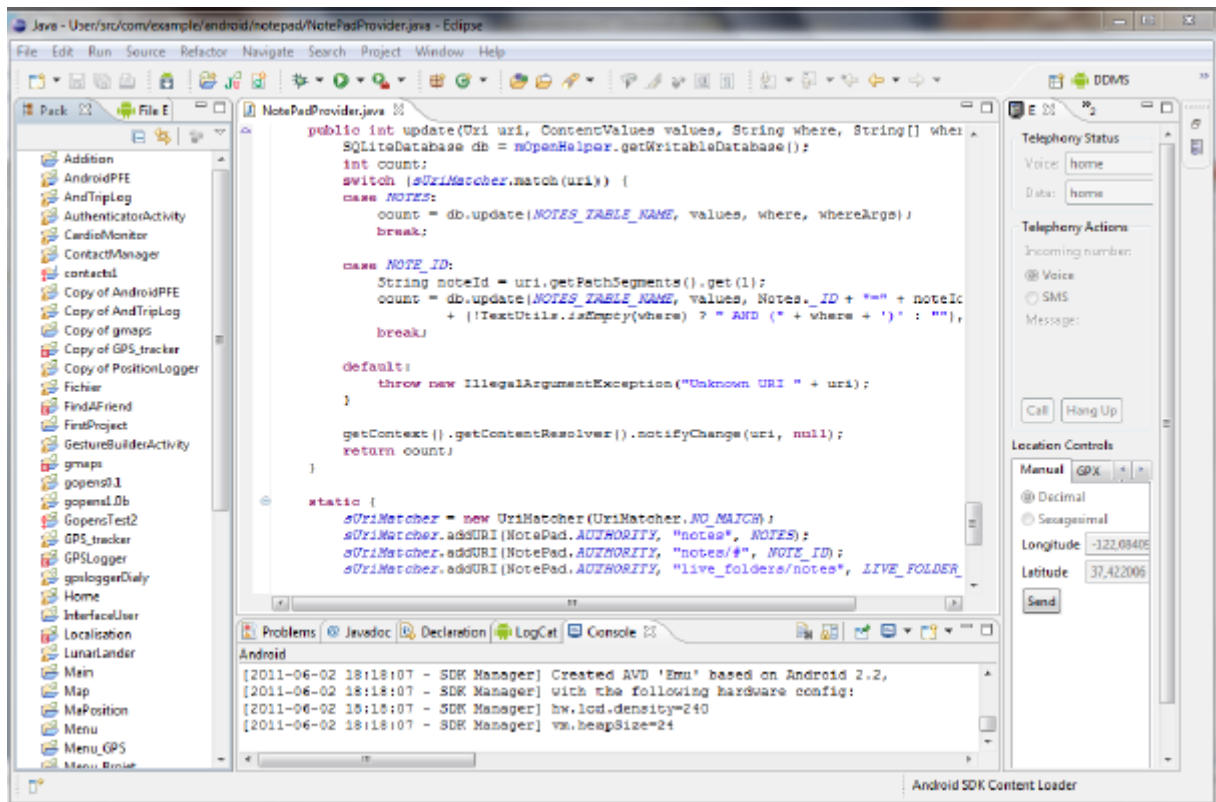 Java - User/src/com/example/android/notepad/NotePadProvider.java - Eclipse
File Edit Run Source Refactor Navigate Search Project Window Help
DDMS
Pack File E
NotePadProvider.java
E 2
Addition
AndroidPFE
AndTripLog
AuthenticatorActivity
CardioMonitor
ContactManager
contacts1
Copy of AndroidPFE
Copy of AndTripLog
Copy of gmaps
Copy of GPS_tracker
Copy of PositionLogger
Fichier
FindAFriend
FirstProject
GestureBuilderActivity
gmaps
gopens0.1
gopens1.0b
GopensTest2
GPS_tracker
GPSLogger
gpsloggerDialy
Home
InterfaceUser
Localisation
LunarLander
Main
Map
MaPosition
Menu
Menu_GPS
Menu_Projet
public int update(Uri uri, ContentValues values, String where, String[] wher
SQLiteDatabase db = mOpenHelper.getWritableDatabase();
int count;
switch (sUriMatcher.match(uri)) {
case NOTES:
count = db.update(NOTES_TABLE_NAME, values, where, whereArgs);
break;
case NOTE_ID:
String noteId = uri.getPathSegments().get(1);
count = db.update(NOTES_TABLE_NAME, values, Notes._ID + "=" + noteId
+ (!TextUtils.isEmpty(where) ? " AND (" + where + ')' : ""),
break;
default:
throw new IllegalArgumentException("Unknown URI " + uri);
}
getContext().getContentResolver().notifyChange(uri, null);
return count;
}
static {
sUriMatcher = new UriMatcher(UriMatcher.NO_MATCH);
sUriMatcher.addURI(NotePad.AUTHORITY, "notes", NOTES);
sUriMatcher.addURI(NotePad.AUTHORITY, "notes/#", NOTE_ID);
sUriMatcher.addURI(NotePad.AUTHORITY, "live_folders/notes", LIVE_FOLDER_
Telephony Status
Voice: home
Data: home
Telephony Actions
Incoming number:
Voice
SMS
Message:
Call Hang Up
Location Controls
Manual GPX
Decimal
Sexagesimal
Longitude -122,08409
Latitude 37,422006
Send
Problems Javadoc Declaration LogCat Console
Android
[2011-06-02 18:18:07 - SDK Manager] Created AVD 'Emu' based on Android 2.2,
[2011-06-02 18:18:07 - SDK Manager] with the following hardware config:
[2011-06-02 18:18:07 - SDK Manager] hw.lcd.density=240
[2011-06-02 18:18:07 - SDK Manager] vm.heapSize=24
Android SDK Content Loader